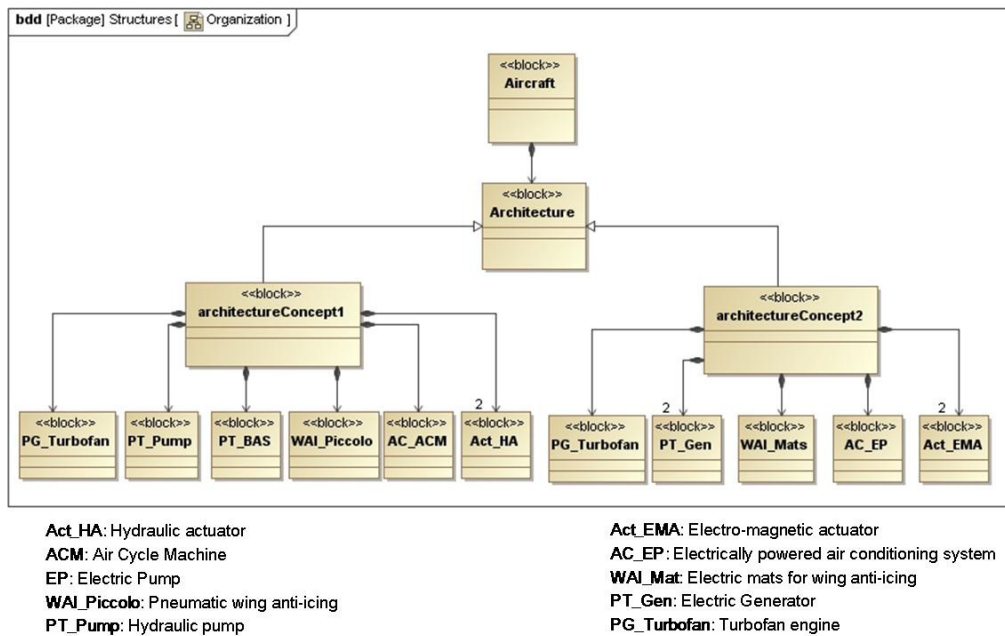 bdd [Package] Structures [ Organization ]
<<block>>
Aircraft
<<block>>
Architecture
<<block>>
architectureConcept1
<<block>>
architectureConcept2
2
2
2
<<block>> <<block>> <<block>> <<block>> <<block>> <<block>>
PG_Turbofan PT_Pump PT_BAS WAI_Piccolo AC_ACM Act_HA
<<block>> <<block>> <<block>> <<block>> <<block>>
PG_Turbofan PT_Gen WAI_Mats AC_EP Act_EMA
Act_HA: Hydraulic actuator
ACM: Air Cycle Machine
EP: Electric Pump
WAI_Piccolo: Pneumatic wing anti-icing
PT_Pump: Hydraulic pump
Act_EMA: Electro-magnetic actuator
AC_EP: Electrically powered air conditioning system
WAI_Mat: Electric mats for wing anti-icing
PT_Gen: Electric Generator
PG_Turbofan: Turbofan engine